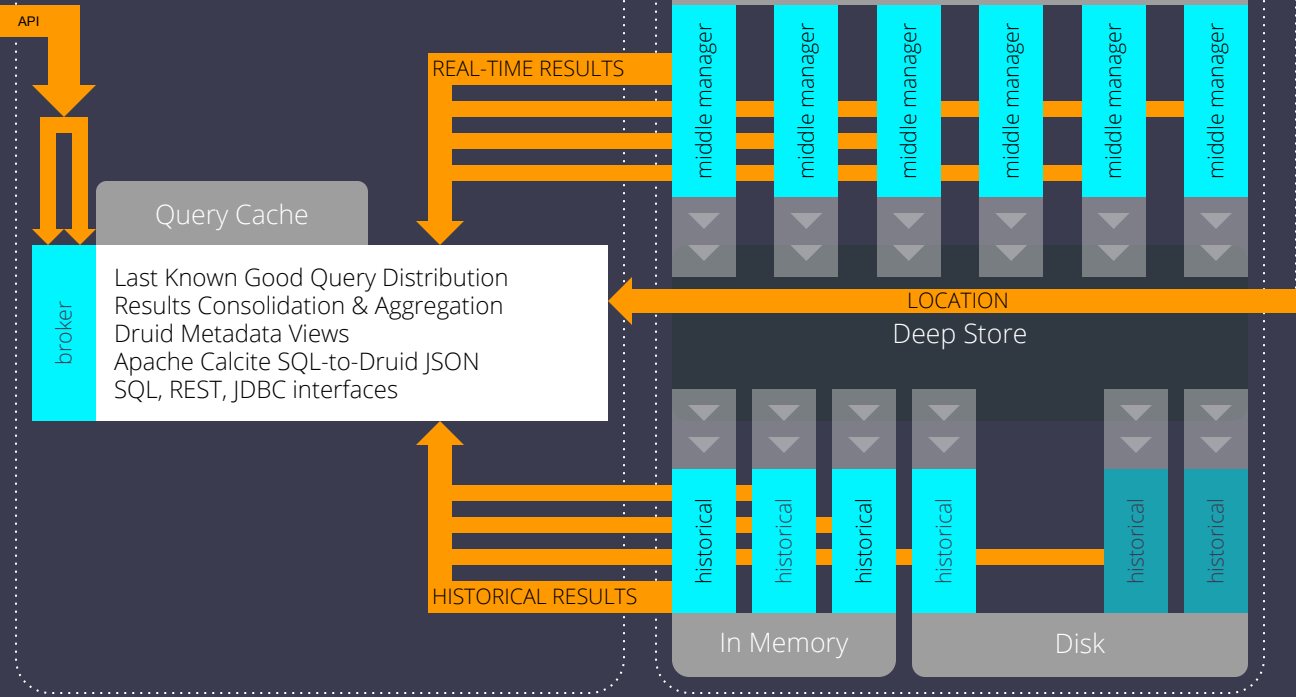 API
REAL-TIME RESULTS
middle manager
middle manager
middle manager
middle manager
middle manager
middle manager
Query Cache
broker
Last Known Good Query Distribution
Results Consolidation & Aggregation
Druid Metadata Views
Apache Calcite SQL-to-Druid JSON
SQL, REST, JDBC interfaces
LOCATION
Deep Store
HISTORICAL RESULTS
historical
historical
historical
historical
historical
historical
In Memory
Disk